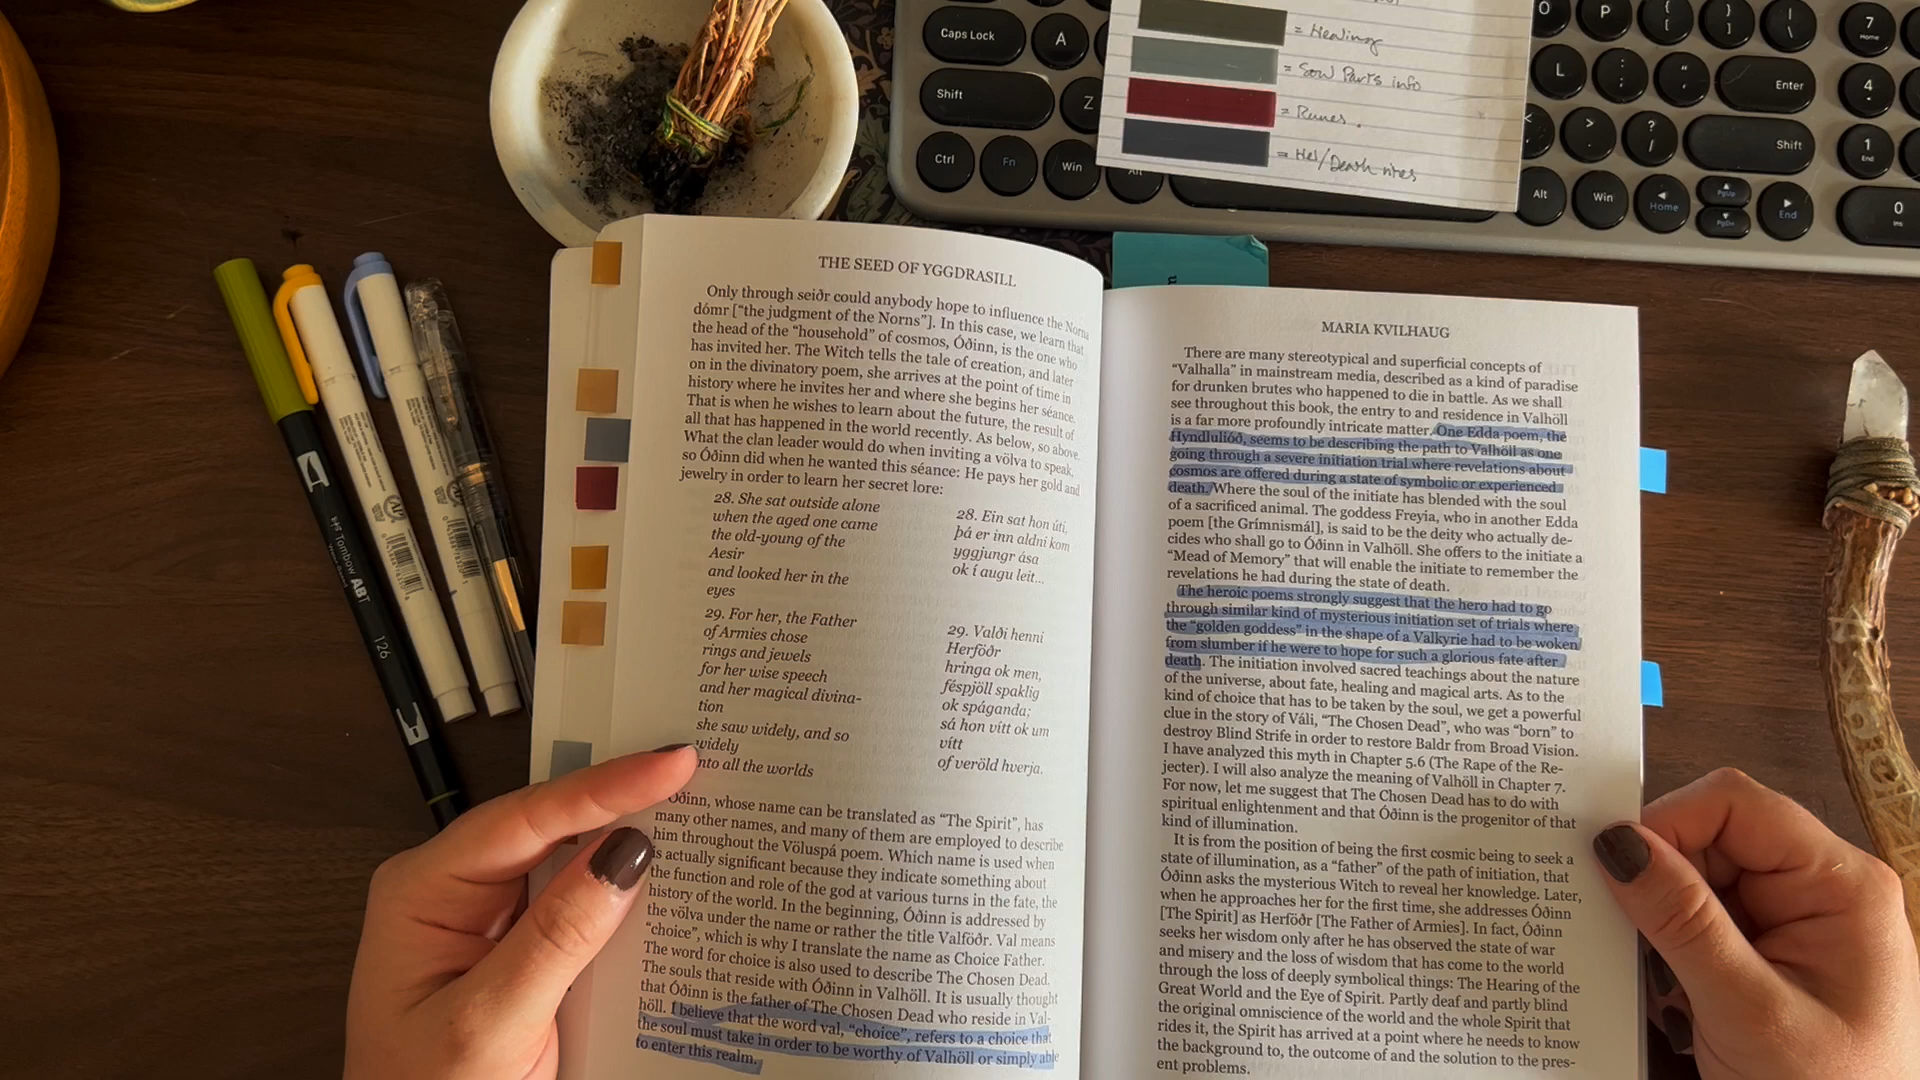 Caps Lock
A
Shift
Z
Ctrl
Fn
Win
Alt
= Healing
= Soul Parts info
= Runes.
= Hel/Death rites
O
P
{
[
}
]
|
\
7
Home
L
:
;
"
Enter
4
<
>
.
?
/
Shift
1
End
Alt
Win
Home
PgUp
PgDn
End
0
Ins
Tombow ABT
126
THE SEED OF YGGDRASILL
Only through seiðr could anybody hope to influence the Norna
dómr ["the judgment of the Norns"]. In this case, we learn that
the head of the "household" of cosmos, Óðinn, is the one who
has invited her. The Witch tells the tale of creation, and later
on in the divinatory poem, she arrives at the point of time in
history where he invites her and where she begins her séance.
That is when he wishes to learn about the future, the result of
all that has happened in the world recently. As below, so above.
What the clan leader would do when inviting a völva to speak,
so Óðinn did when he wanted this séance: He pays her gold and
jewelry in order to learn her secret lore:
28. She sat outside alone
when the aged one came
the old-young of the
Aesir
and looked her in the
eyes
29. For her, the Father
of Armies chose
rings and jewels
for her wise speech
and her magical divina-
tion
she saw widely, and so
widely
nto all the worlds
28. Ein sat hon úti,
þá er inn aldni kom
yggjungr ása
ok í augu leit...
29. Valði henni
Herföðr
hringa ok men,
féspjöll spaklig
ok spáganda;
sá hon vítt ok um
vítt
of veröld hverja.
Óðinn, whose name can be translated as "The Spirit", has
many other names, and many of them are employed to describe
him throughout the Völuspá poem. Which name is used when
is actually significant because they indicate something about
the function and role of the god at various turns in the fate, the
history of the world. In the beginning, Óðinn is addressed by
the völva under the name or rather the title Valföðr. Val means
"choice", which is why I translate the name as Choice Father.
The word for choice is also used to describe The Chosen Dead.
The souls that reside with Óðinn in Valhöll. It is usually thought
that Óðinn is the father of The Chosen Dead who reside in Val-
höll. I believe that the word val, "choice", refers to a choice that
the soul must take in order to be worthy of Valhöll or simply able
to enter this realm.
MARIA KVILHAUG
There are many stereotypical and superficial concepts of
"Valhalla" in mainstream media, described as a kind of paradise
for drunken brutes who happened to die in battle. As we shall
see throughout this book, the entry to and residence in Valhöll
is a far more profoundly intricate matter. One Edda poem, the
Hyndluljóð, seems to be describing the path to Valhöll as one
going through a severe initiation trial where revelations about
cosmos are offered during a state of symbolic or experienced
death. Where the soul of the initiate has blended with the soul
of a sacrificed animal. The goddess Freyia, who in another Edda
poem [the Grímnismál], is said to be the deity who actually de-
cides who shall go to Óðinn in Valhöll. She offers to the initiate a
"Mead of Memory" that will enable the initiate to remember the
revelations he had during the state of death.
The heroic poems strongly suggest that the hero had to go
through similar kind of mysterious initiation set of trials where
the "golden goddess" in the shape of a Valkyrie had to be woken
from slumber if he were to hope for such a glorious fate after
death. The initiation involved sacred teachings about the nature
of the universe, about fate, healing and magical arts. As to the
kind of choice that has to be taken by the soul, we get a powerful
clue in the story of Váli, "The Chosen Dead", who was "born" to
destroy Blind Strife in order to restore Baldr from Broad Vision.
I have analyzed this myth in Chapter 5.6 (The Rape of the Re-
jecter). I will also analyze the meaning of Valhöll in Chapter 7.
For now, let me suggest that The Chosen Dead has to do with
spiritual enlightenment and that Óðinn is the progenitor of that
kind of illumination.
It is from the position of being the first cosmic being to seek a
state of illumination, as a "father" of the path of initiation, that
Óðinn asks the mysterious Witch to reveal her knowledge. Later,
when he approaches her for the first time, she addresses Óðinn
[The Spirit] as Herföðr [The Father of Armies]. In fact, Óðinn
seeks her wisdom only after he has observed the state of war
and misery and the loss of wisdom that has come to the world
through the loss of deeply symbolical things: The Hearing of the
Great World and the Eye of Spirit. Partly deaf and partly blind
the original omniscience of the world and the whole Spirit that
rides it, the Spirit has arrived at a point where he needs to know
the background to, the outcome of and the solution to the pres-
ent problems.